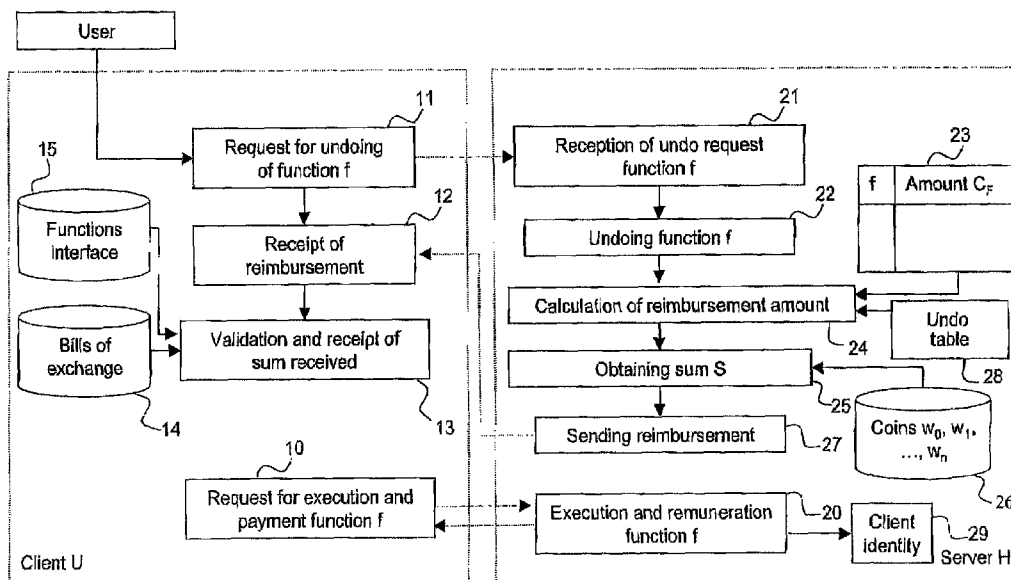 User
11
Request for undoing
of function f
21
Reception of undo request
function f
23
f Amount C_F
15
Functions
interface
12
Receipt of
reimbursement
22
Undoing function f
Calculation of reimbursement amount
24
Undo
table
28
Bills of
exchange
14
Validation and receipt of
sum received
13
Obtaining sum S
25
Sending reimbursement
27
Coins w_0, w_1,
..., w_n
26
10
Request for execution and
payment function f
Execution and remuneration
function f
20
Client
identity
29
Client U
Server H